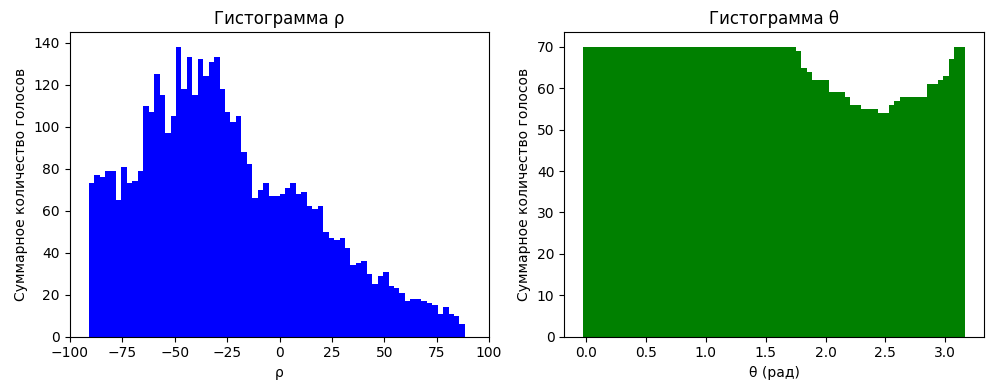 Гистограмма ρ
Суммарное количество голосов
140
120
100
80
60
40
20
0
−100 −75 −50 −25 0 25 50 75 100
ρ
Гистограмма θ
Суммарное количество голосов
70
60
50
40
30
20
10
0
0.0 0.5 1.0 1.5 2.0 2.5 3.0
θ (рад)